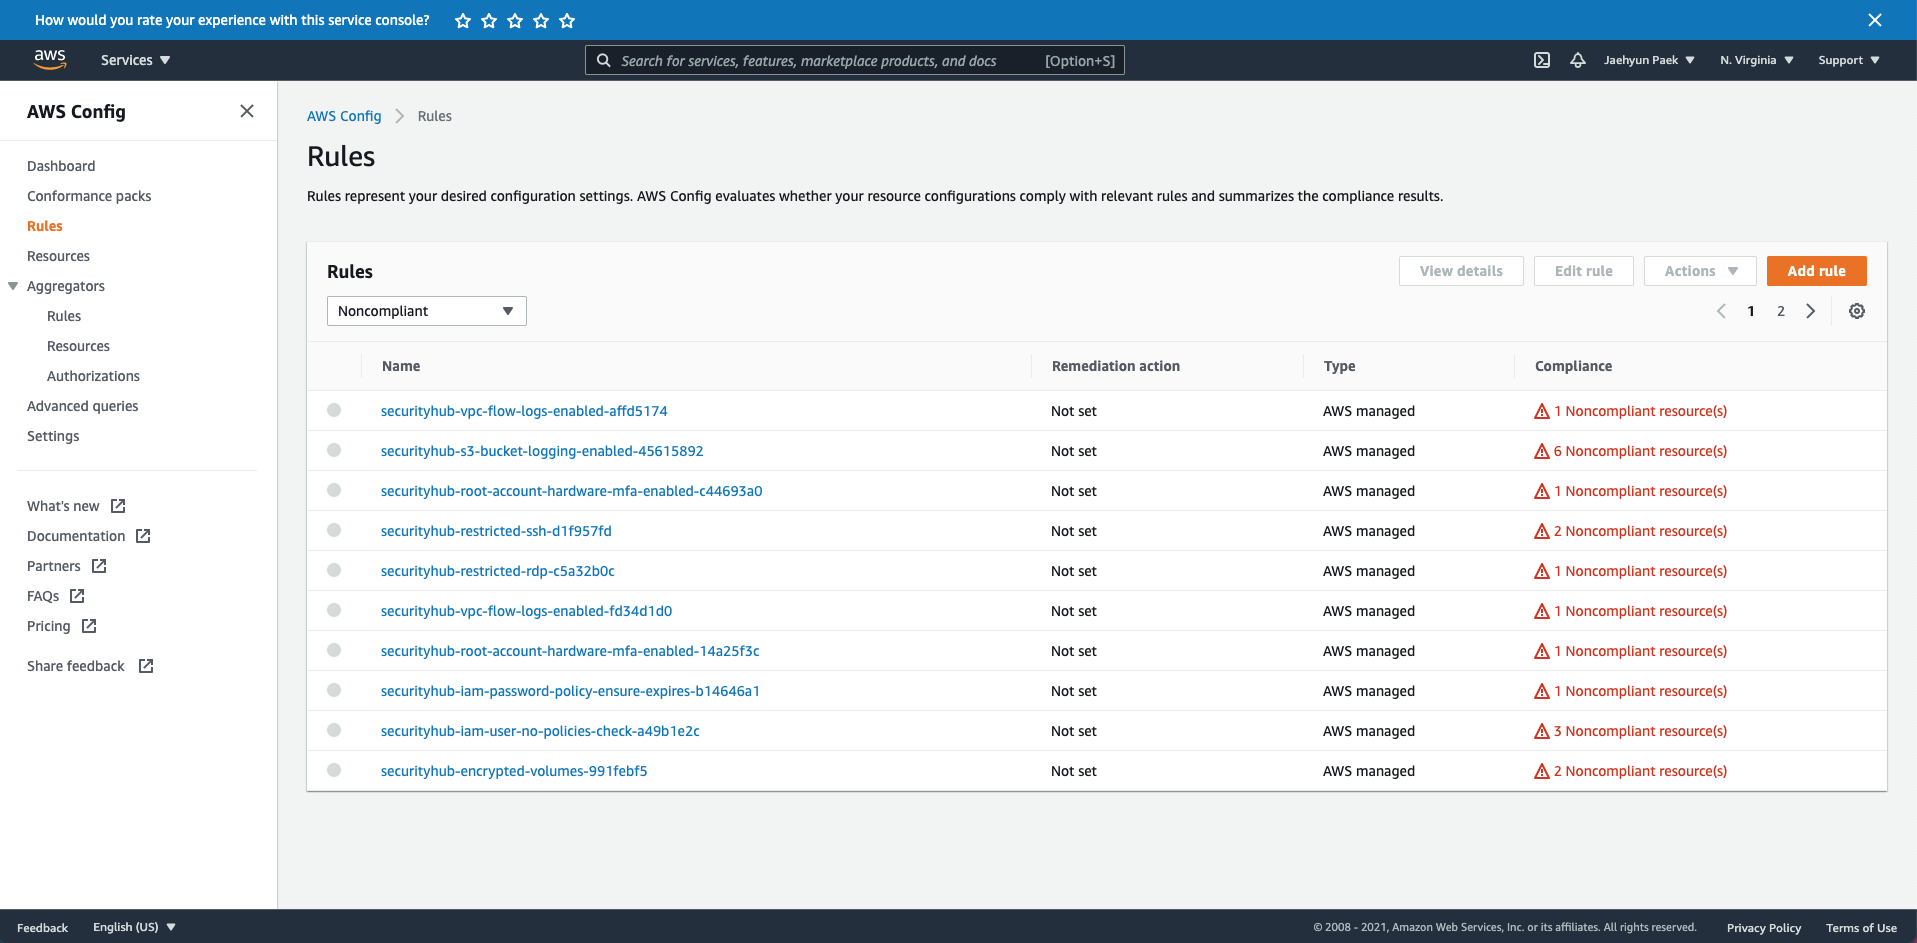 How would you rate your experience with this service console?
aws Services Search for services, features, marketplace products, and docs [Option+S] Jaehyun Paek N. Virginia Support
AWS Config
Dashboard
Conformance packs
Rules
Resources
Aggregators
Rules
Resources
Authorizations
Advanced queries
Settings
What's new
Documentation
Partners
FAQs
Pricing
Share feedback
AWS Config Rules
Rules
Rules represent your desired configuration settings. AWS Config evaluates whether your resource configurations comply with relevant rules and summarizes the compliance results.
Rules View details Edit rule Actions Add rule
Noncompliant 1 2
Name Remediation action Type Compliance
securityhub-vpc-flow-logs-enabled-affd5174 Not set AWS managed 1 Noncompliant resource(s)
securityhub-s3-bucket-logging-enabled-45615892 Not set AWS managed 6 Noncompliant resource(s)
securityhub-root-account-hardware-mfa-enabled-c44693a0 Not set AWS managed 1 Noncompliant resource(s)
securityhub-restricted-ssh-d1f957fd Not set AWS managed 2 Noncompliant resource(s)
securityhub-restricted-rdp-c5a32b0c Not set AWS managed 1 Noncompliant resource(s)
securityhub-vpc-flow-logs-enabled-fd34d1d0 Not set AWS managed 1 Noncompliant resource(s)
securityhub-root-account-hardware-mfa-enabled-14a25f3c Not set AWS managed 1 Noncompliant resource(s)
securityhub-iam-password-policy-ensure-expires-b14646a1 Not set AWS managed 1 Noncompliant resource(s)
securityhub-iam-user-no-policies-check-a49b1e2c Not set AWS managed 3 Noncompliant resource(s)
securityhub-encrypted-volumes-991febf5 Not set AWS managed 2 Noncompliant resource(s)
Feedback English (US) © 2008 - 2021, Amazon Web Services, Inc. or its affiliates. All rights reserved. Privacy Policy Terms of Use